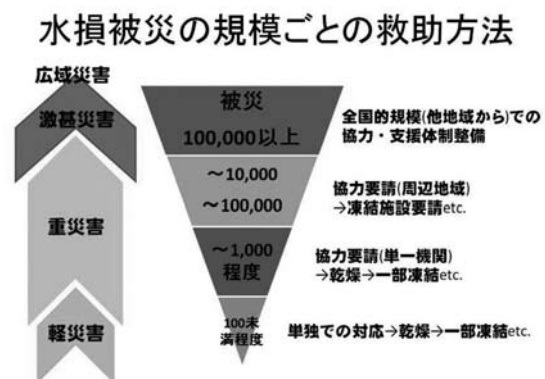 水損被災の規模ごとの救助方法
広域災害
激甚災害
被災
100,000以上
全国的規模(他地域から)での
協力・支援体制整備
重災害
～10,000
～100,000
協力要請(周辺地域)
→凍結施設要請etc.
～1,000
程度
協力要請(単一機関)
→乾燥→一部凍結etc.
軽災害
100未
満程度
単独での対応→乾燥→一部凍結etc.